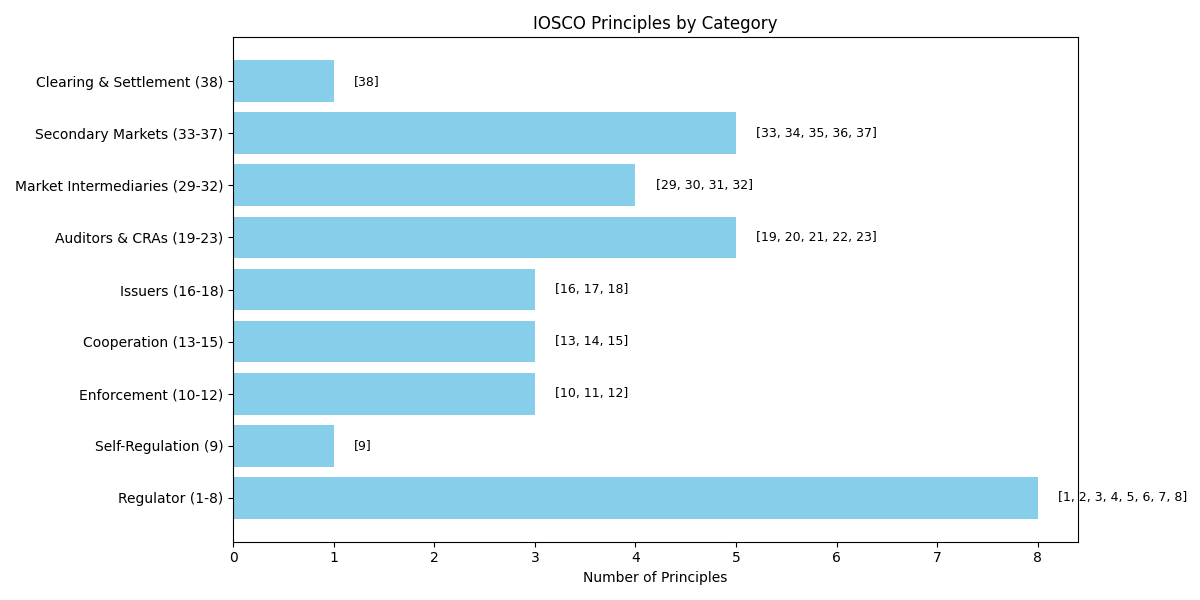 IOSCO Principles by Category
Clearing & Settlement (38) [38]
Secondary Markets (33-37) [33, 34, 35, 36, 37]
Market Intermediaries (29-32) [29, 30, 31, 32]
Auditors & CRAs (19-23) [19, 20, 21, 22, 23]
Issuers (16-18) [16, 17, 18]
Cooperation (13-15) [13, 14, 15]
Enforcement (10-12) [10, 11, 12]
Self-Regulation (9) [9]
Regulator (1-8) [1, 2, 3, 4, 5, 6, 7, 8]
0 1 2 3 4 5 6 7 8
Number of Principles